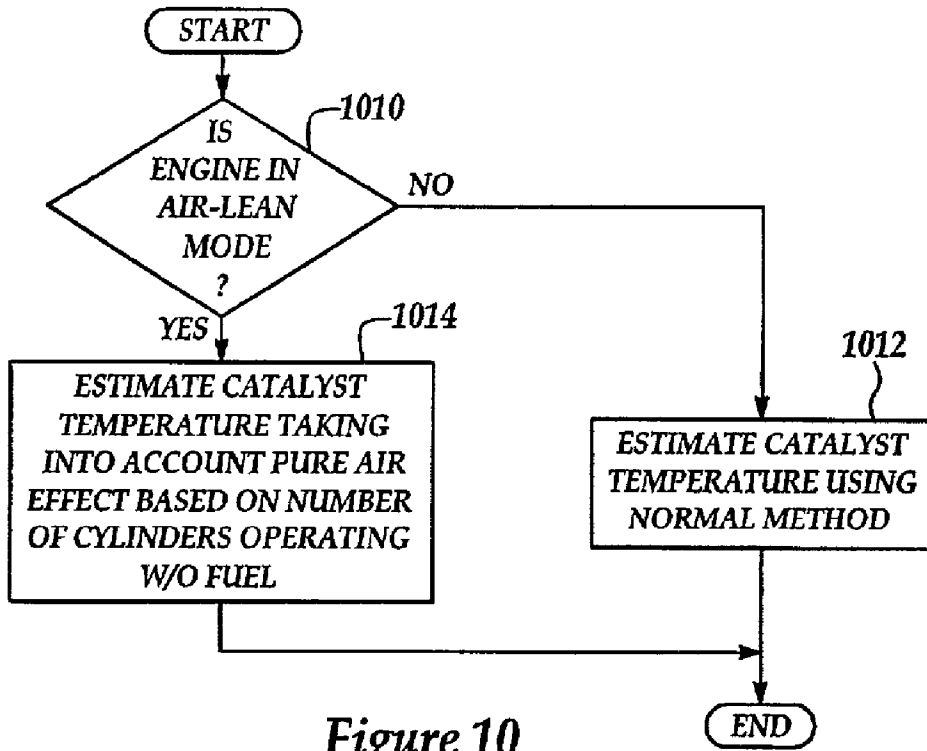 START
1010
IS
ENGINE IN
AIR-LEAN
MODE
?
NO
YES
1014
ESTIMATE CATALYST
TEMPERATURE TAKING
INTO ACCOUNT PURE AIR
EFFECT BASED ON NUMBER
OF CYLINDERS OPERATING
W/O FUEL
1012
ESTIMATE CATALYST
TEMPERATURE USING
NORMAL METHOD
END
Figure 10